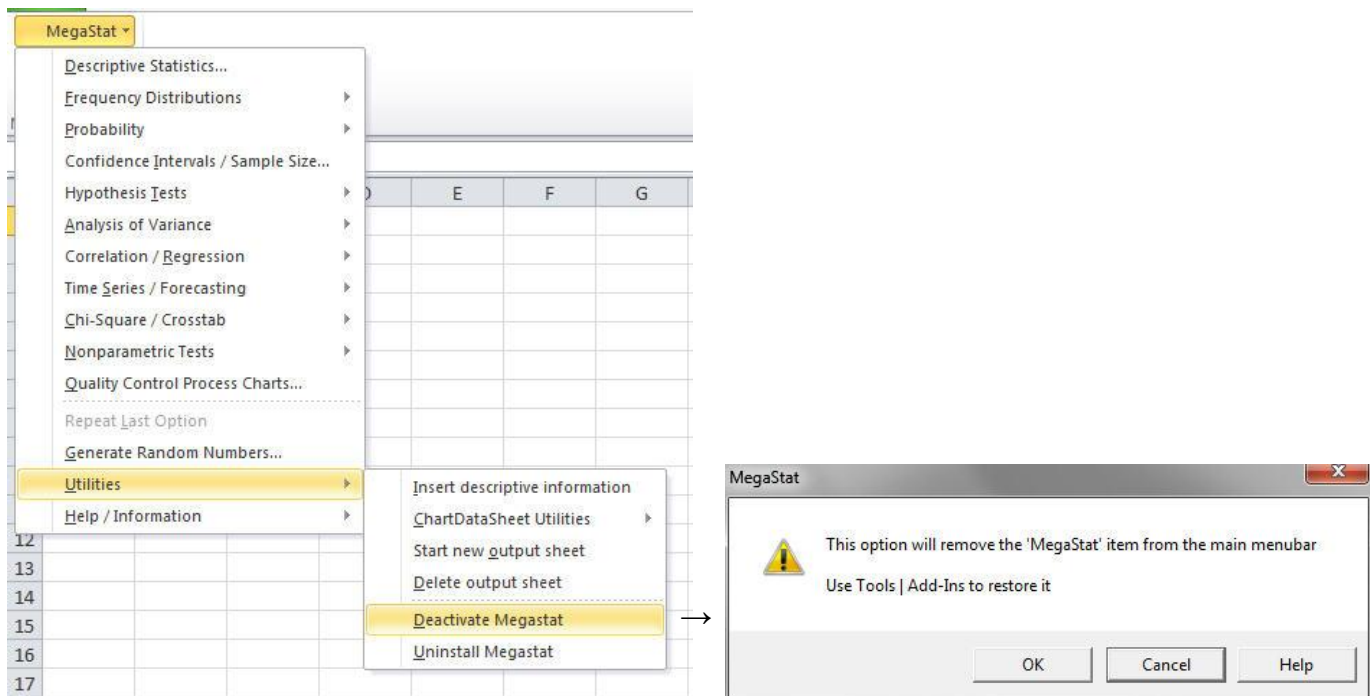 MegaStat
Descriptive Statistics...
Frequency Distributions
Probability
Confidence Intervals / Sample Size...
Hypothesis Tests
Analysis of Variance
Correlation / Regression
Time Series / Forecasting
Chi-Square / Crosstab
Nonparametric Tests
Quality Control Process Charts...
Repeat Last Option
Generate Random Numbers...
Utilities
Help / Information
E F G
12
13
14
15
16
17
Insert descriptive information
ChartDataSheet Utilities
Start new output sheet
Delete output sheet
Deactivate Megastat
Uninstall Megastat
→
MegaStat
This option will remove the 'MegaStat' item from the main menubar
Use Tools | Add-Ins to restore it
OK Cancel Help